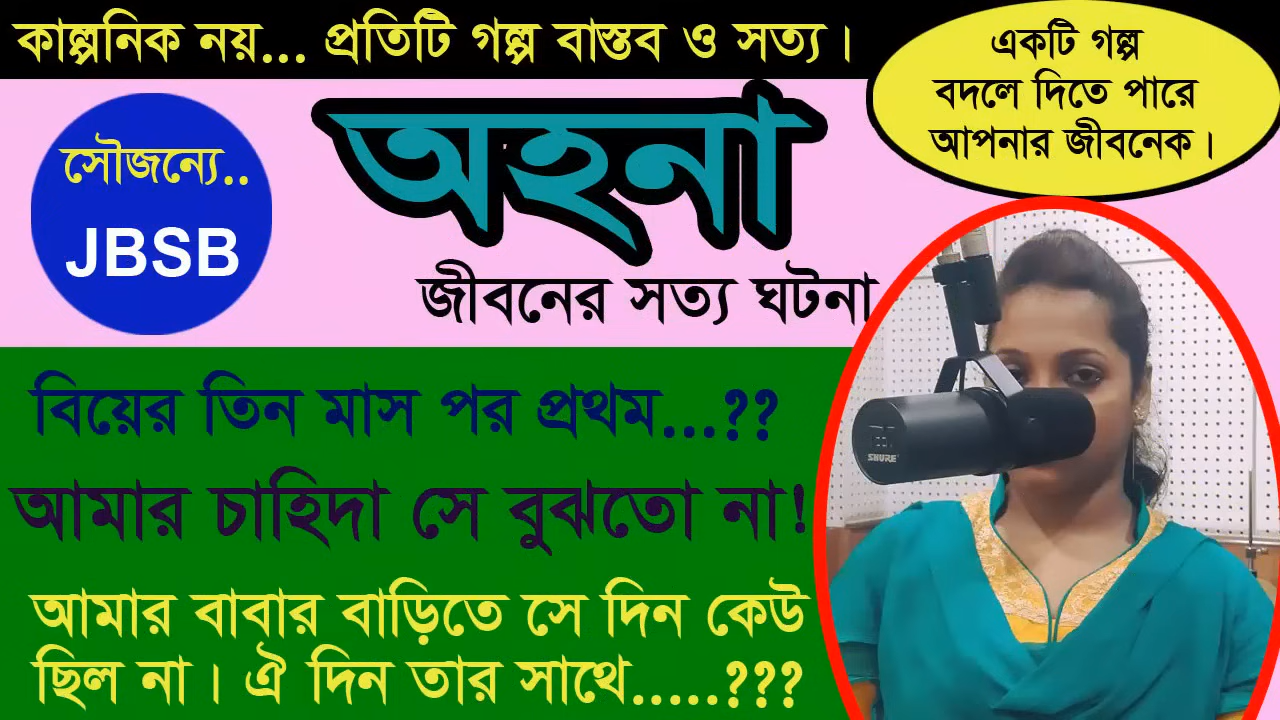 কাল্পনিক নয়... প্রতিটি গল্প বাস্তব ও সত্য।
একটি গল্প
বদলে দিতে পারে
আপনার জীবনেক।
সৌজন্যে..
JBSB
অহনা
জীবনের সত্য ঘটনা
বিয়ের তিন মাস পর প্রথম...??
আমার চাহিদা সে বুঝতো না!
আমার বাবার বাড়িতে সে দিন কেউ
ছিল না। ঐ দিন তার সাথে.....???
SHURE